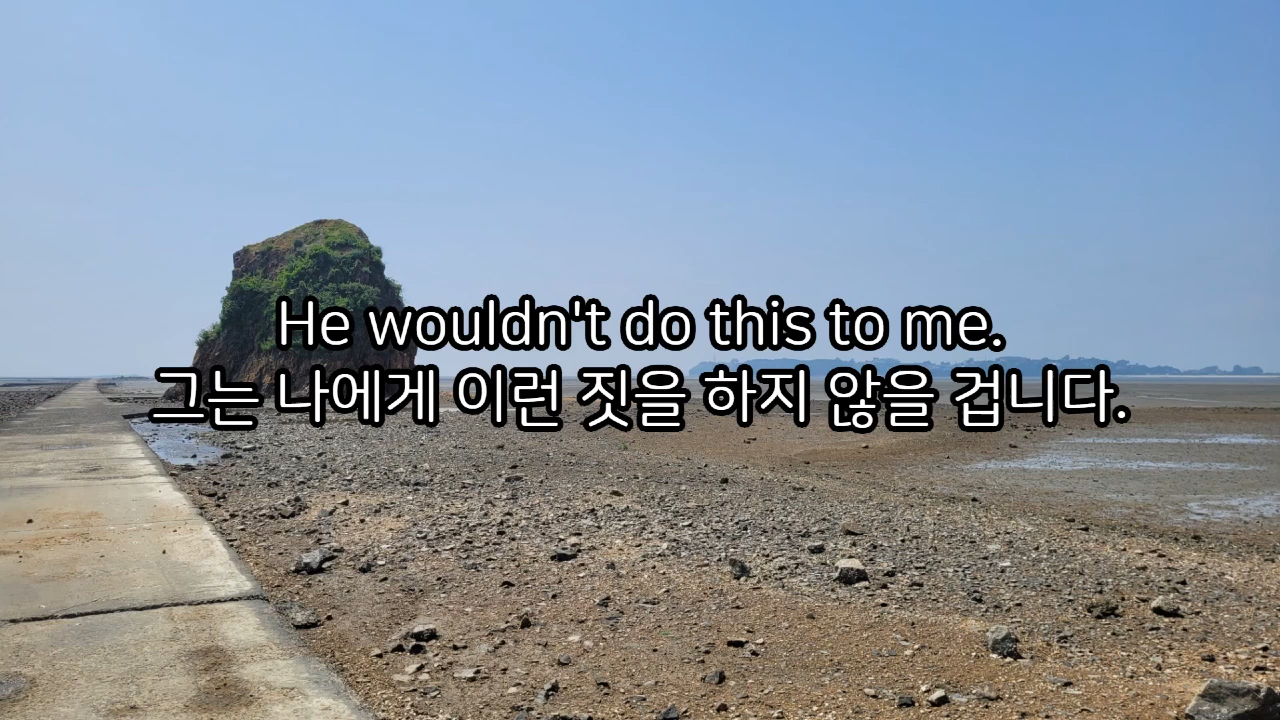 He wouldn't do this to me.
그는 나에게 이런 짓을 하지 않을 겁니다.